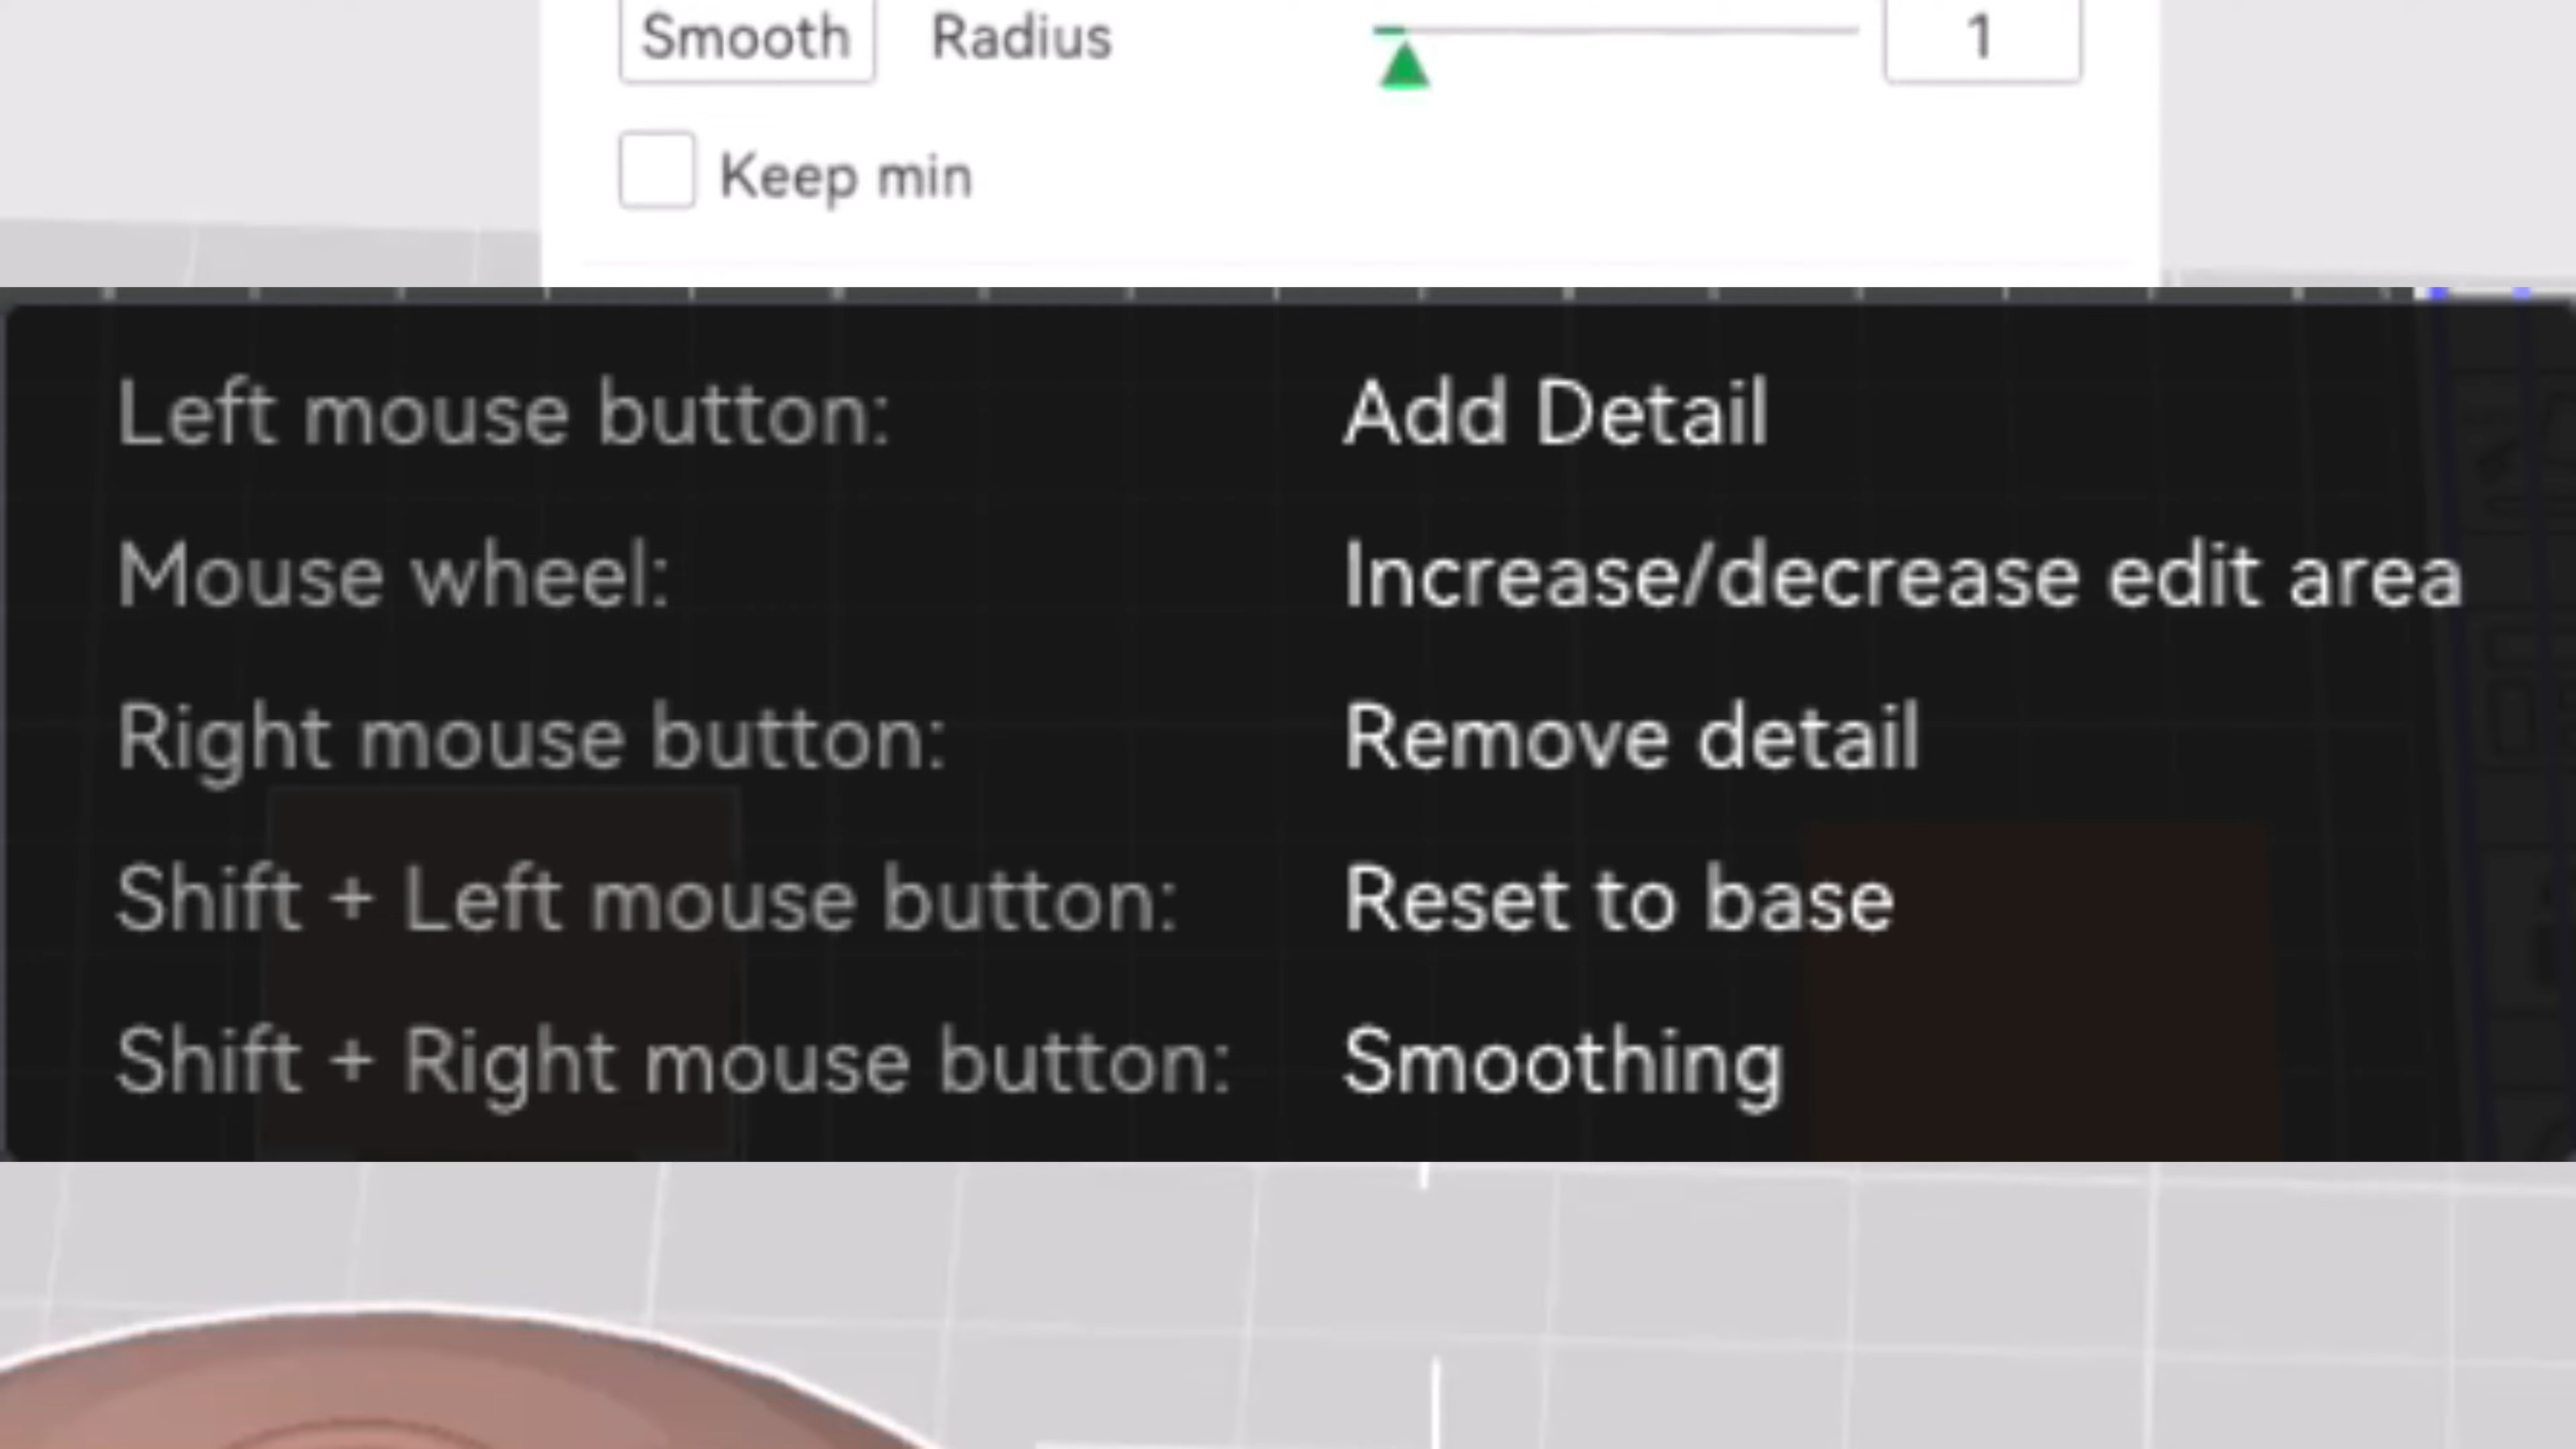 Smooth Radius 1
Keep min
Left mouse button: Add Detail
Mouse wheel: Increase/decrease edit area
Right mouse button: Remove detail
Shift + Left mouse button: Reset to base
Shift + Right mouse button: Smoothing